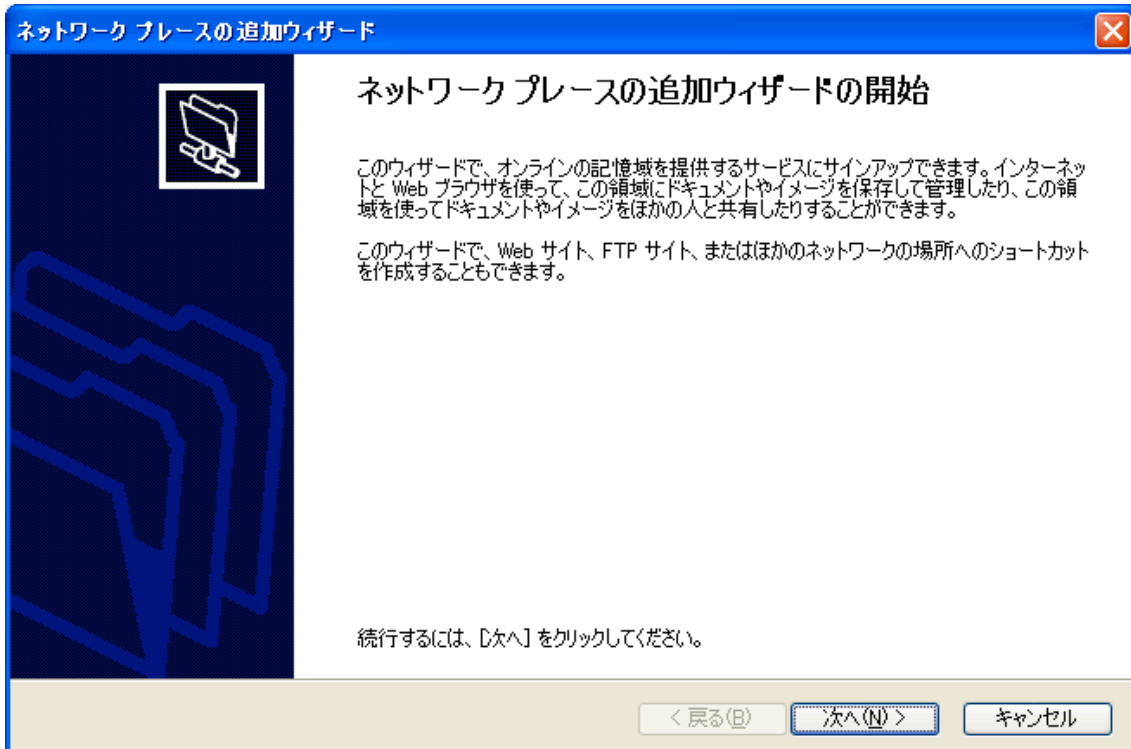 ネットワーク プレースの追加ウィザード
ネットワーク プレースの追加ウィザードの開始
このウィザードで、オンラインの記憶域を提供するサービスにサインアップできます。インターネッ
トと Web ブラウザを使って、この領域にドキュメントやイメージを保存して管理したり、この領
域を使ってドキュメントやイメージをほかの人と共有したりすることができます。
このウィザードで、Web サイト、FTP サイト、またはほかのネットワークの場所へのショートカット
を作成することもできます。
続行するには、[次へ] をクリックしてください。
< 戻る(B) 次へ(N) > キャンセル